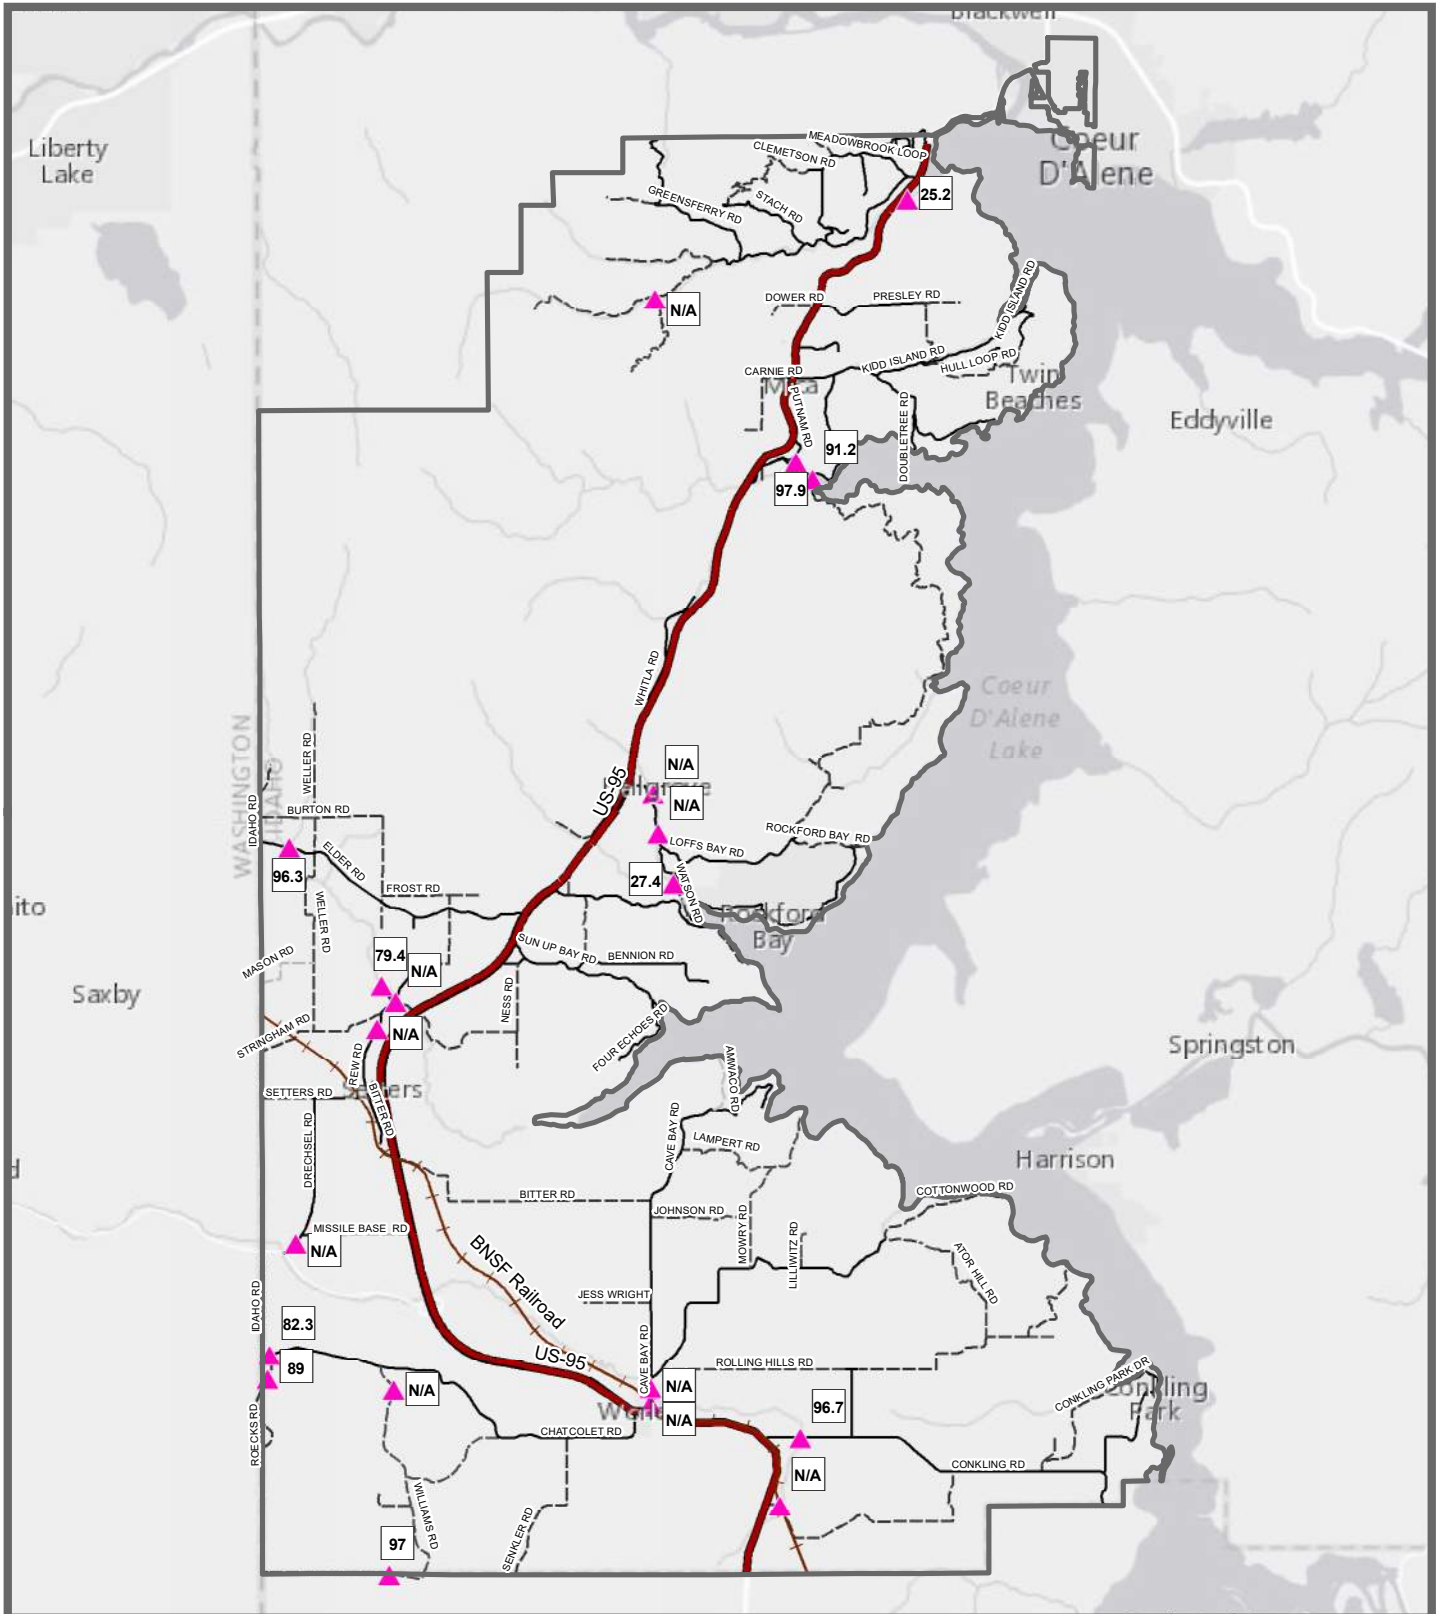 Blackwell
Liberty
Lake
Coeur
D'Alene
MEADOWBROOK LOOP
CLEMETSON RD
GREENSFERRY RD
STACH RD
25.2
N/A
DOWER RD
PRESLEY RD
KIDD ISLAND RD
CARNIE RD
KIDD ISLAND RD
HULL LOOP RD
Twin
Beaches
PUTNAM RD
DOUBLETREE RD
Eddyville
91.2
97.9
WHITLA RD
Coeur
D'Alene
Lake
WASHINGTON
IDAHO
WELLER RD
US-95
N/A
N/A
IDAHO RD
BURTON RD
ELDER RD
96.3
LOFFS BAY RD
ROCKFORD BAY RD
27.4
WATSON RD
FROST RD
WELLER RD
ito
Rockford
Bay
MASON RD
79.4
N/A
SUN UP BAY RD
BENNION RD
Saxby
NESS RD
STRINGHAM RD
N/A
FOUR ECHOES RD
Springston
REW RD
SETTERS RD
BITTER RD
AMWACO RD
DRECHSEL RD
CAVE BAY RD
LAMPERT RD
Harrison
d
COTTONWOOD RD
BITTER RD
JOHNSON RD
MOWRY RD
MISSILE BASE RD
N/A
LILLIWITZ RD
ATOR HILL RD
BNSF Railroad
JESS WRIGHT
IDAHO RD
82.3
89
US-95
CAVE BAY RD
ROLLING HILLS RD
N/A
N/A
N/A
96.7
CONKLING PARK DR
Conkling
Park
ROECKS RD
CHATCOLET RD
N/A
CONKLING RD
WILLIAMS RD
SENKLER RD
97